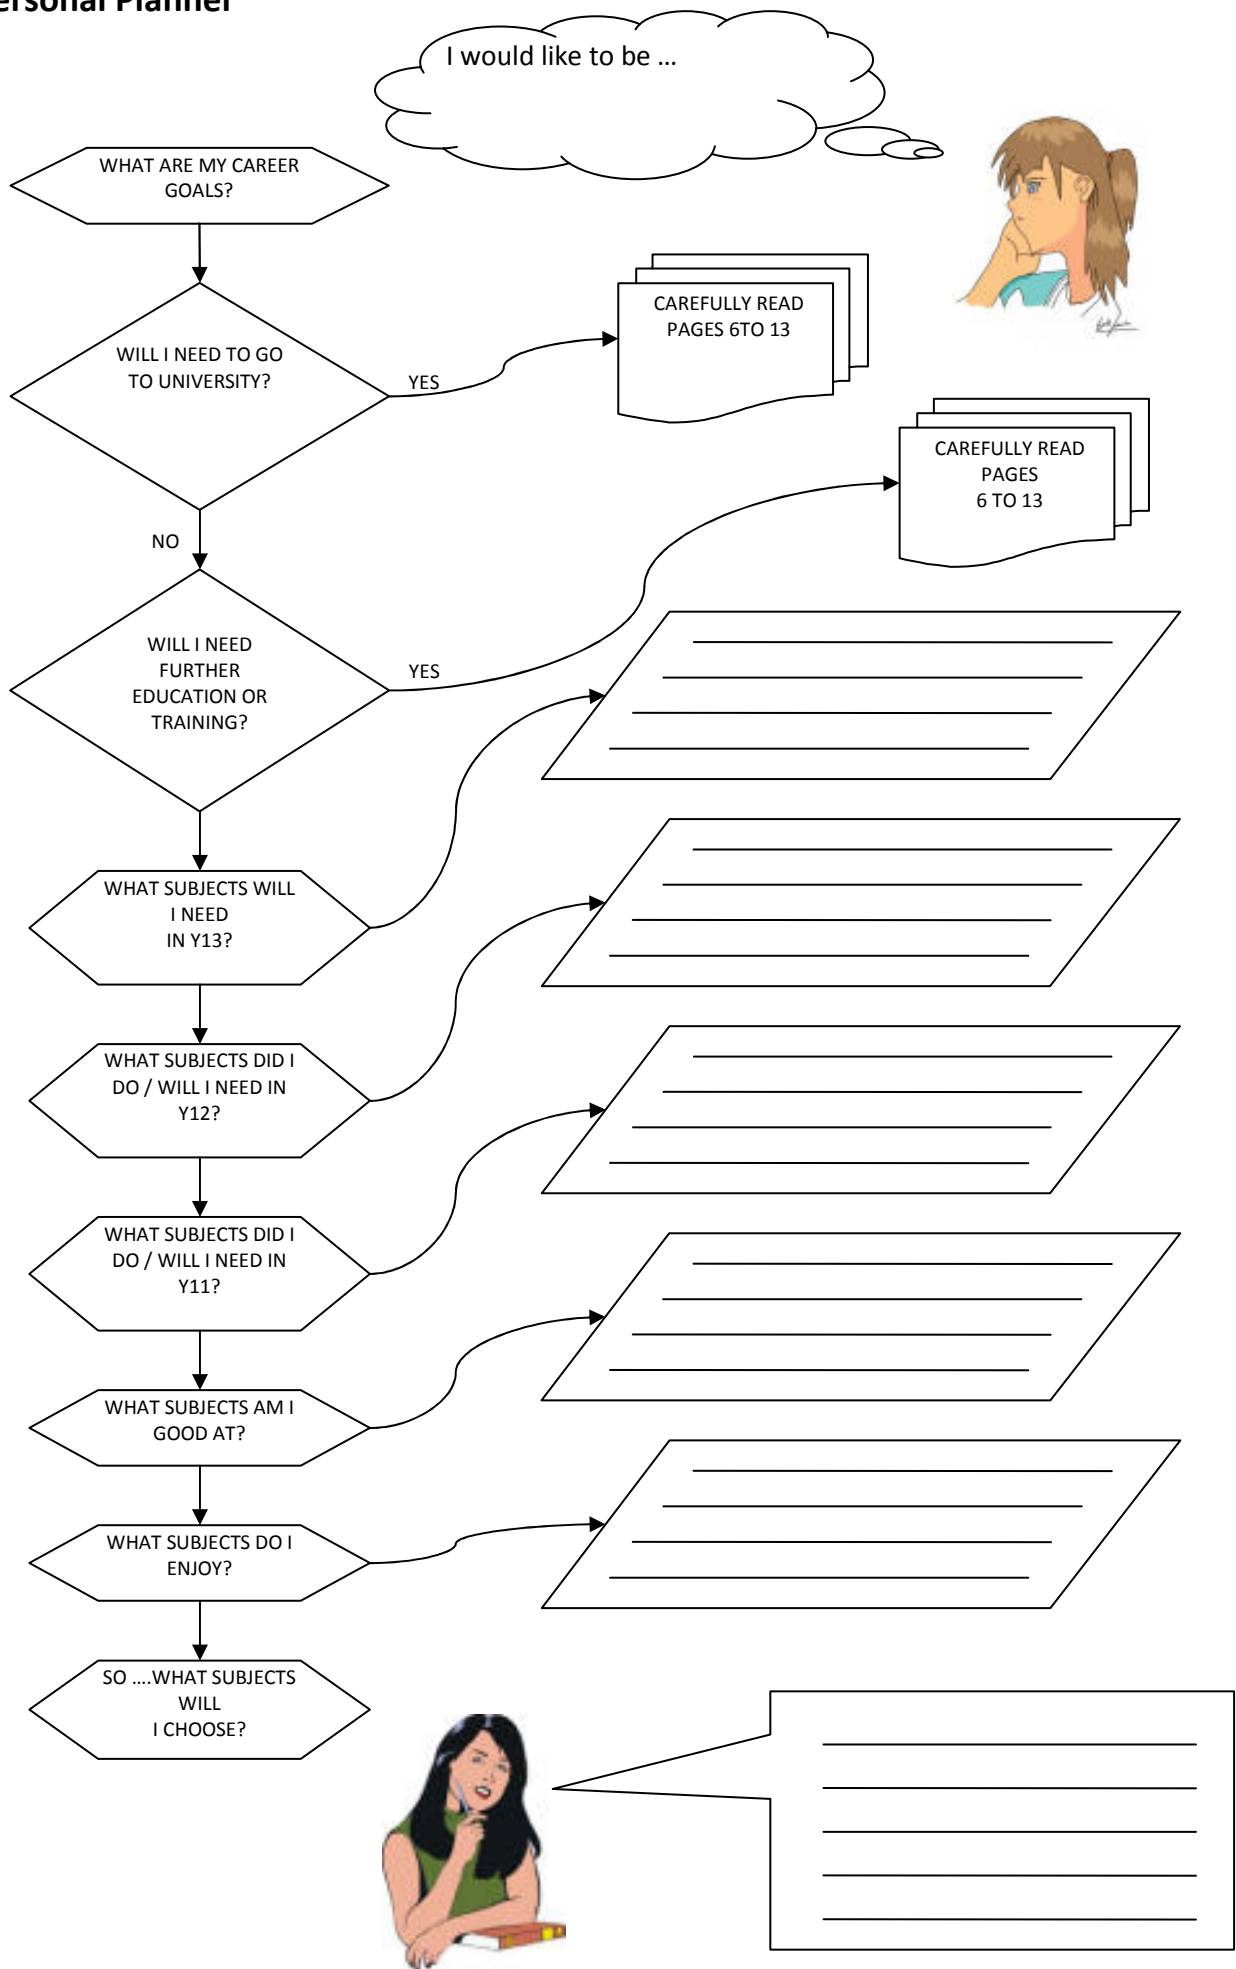 ersonal Planner
I would like to be ...
WHAT ARE MY CAREER
GOALS?
WILL I NEED TO GO
TO UNIVERSITY?
YES
CAREFULLY READ
PAGES 6TO 13
CAREFULLY READ
PAGES
6 TO 13
NO
WILL I NEED
FURTHER
EDUCATION OR
TRAINING?
YES
WHAT SUBJECTS WILL
I NEED
IN Y13?
WHAT SUBJECTS DID I
DO / WILL I NEED IN
Y12?
WHAT SUBJECTS DID I
DO / WILL I NEED IN
Y11?
WHAT SUBJECTS AM I
GOOD AT?
WHAT SUBJECTS DO I
ENJOY?
SO ....WHAT SUBJECTS
WILL
I CHOOSE?